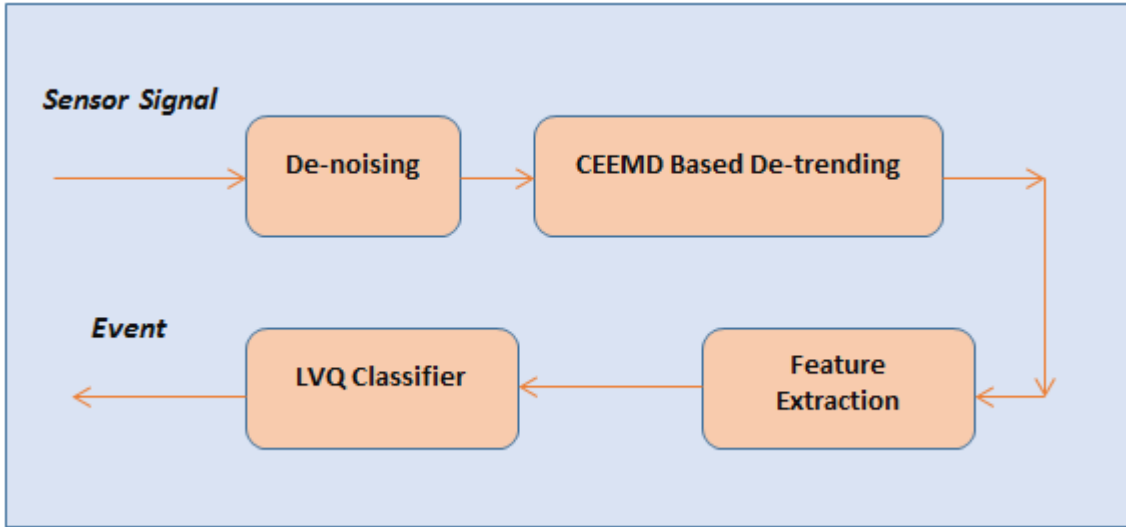 Sensor Signal
De-noising
CEEMD Based De-trending
Event
LVQ Classifier
Feature
Extraction